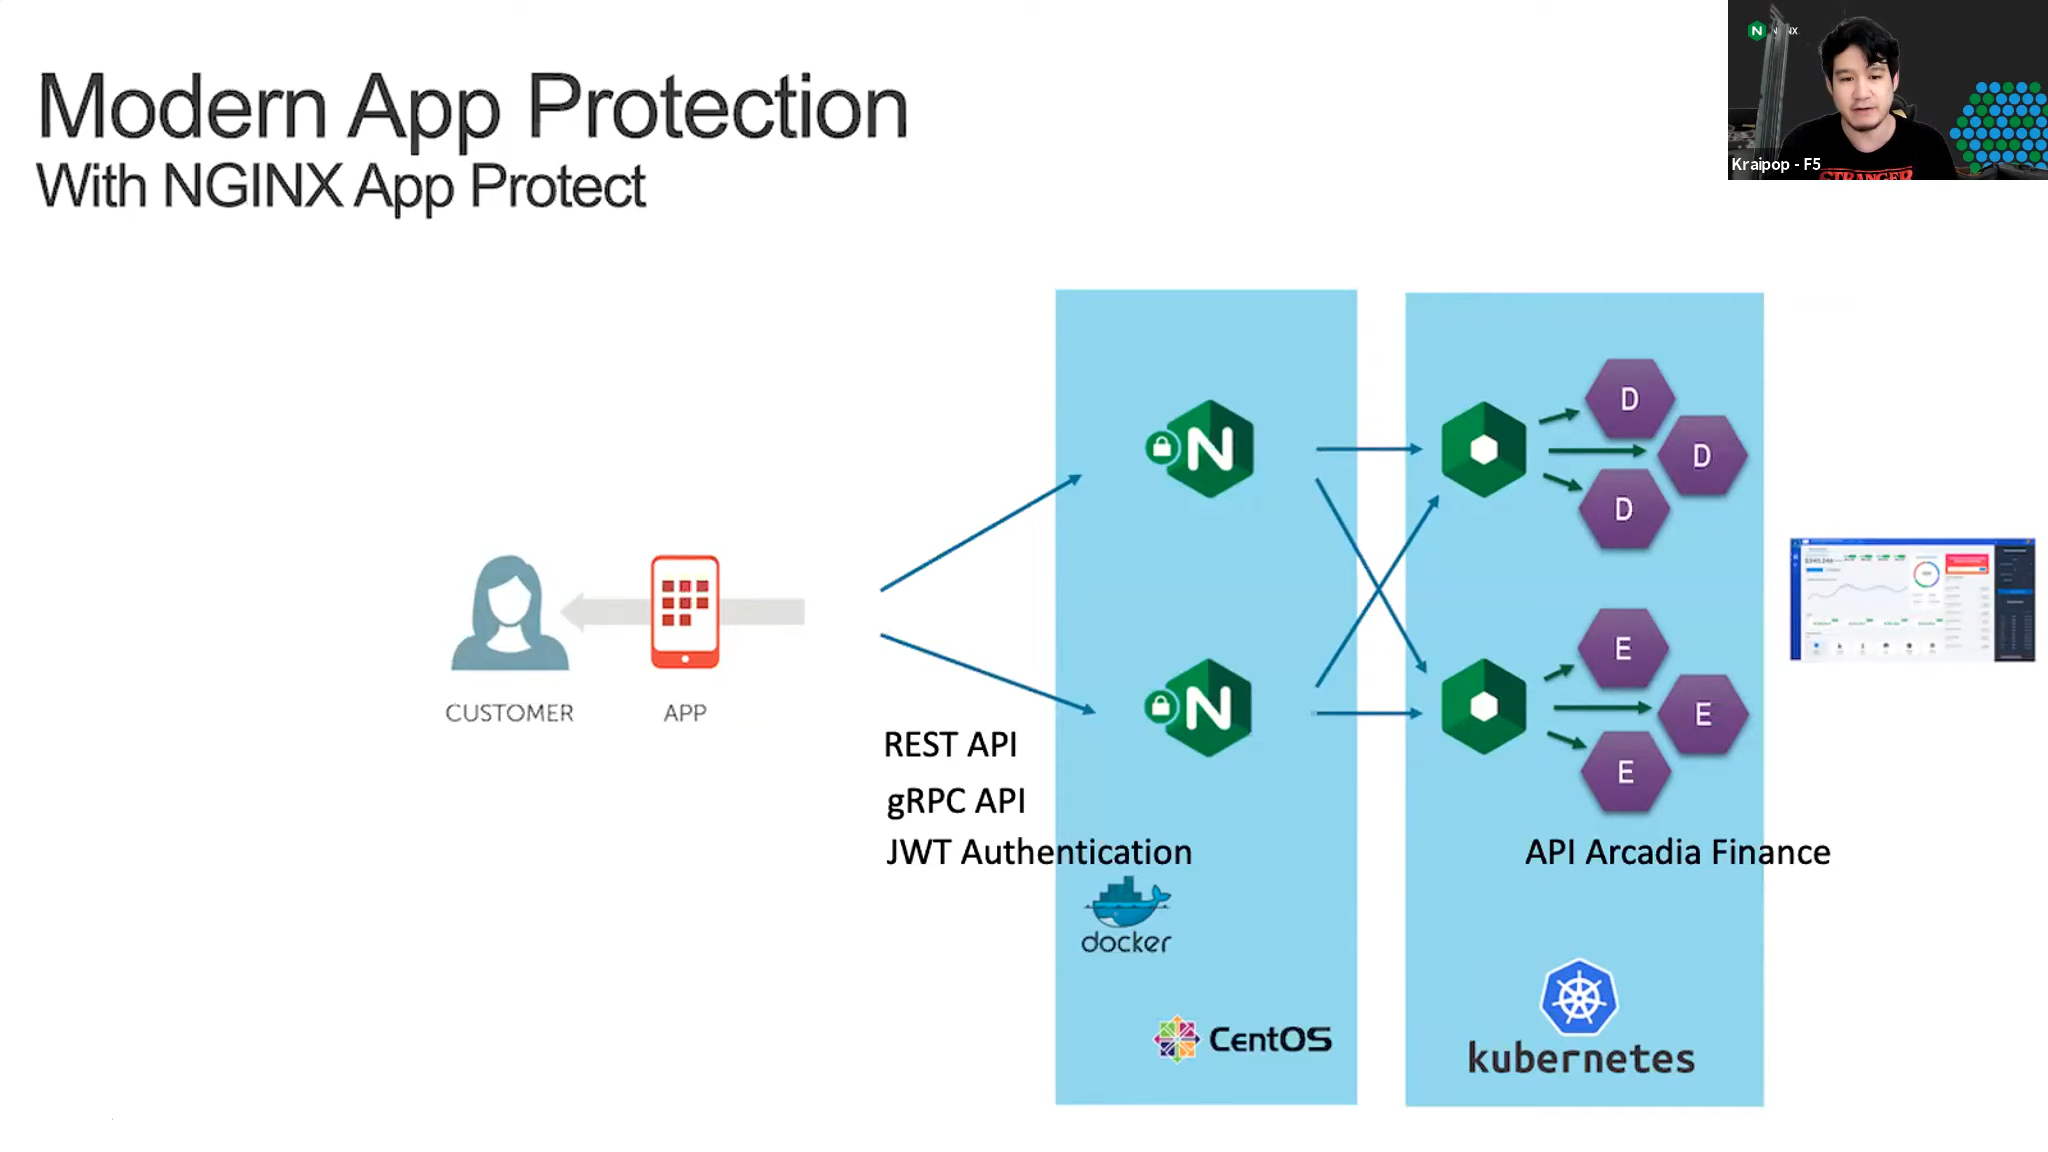 Modern App Protection
With NGINX App Protect
Kraipop - F5
STRANGER
N
D
D
D
CUSTOMER
APP
N
E
E
E
REST API
gRPC API
JWT Authentication
API Arcadia Finance
docker
CentOS
kubernetes